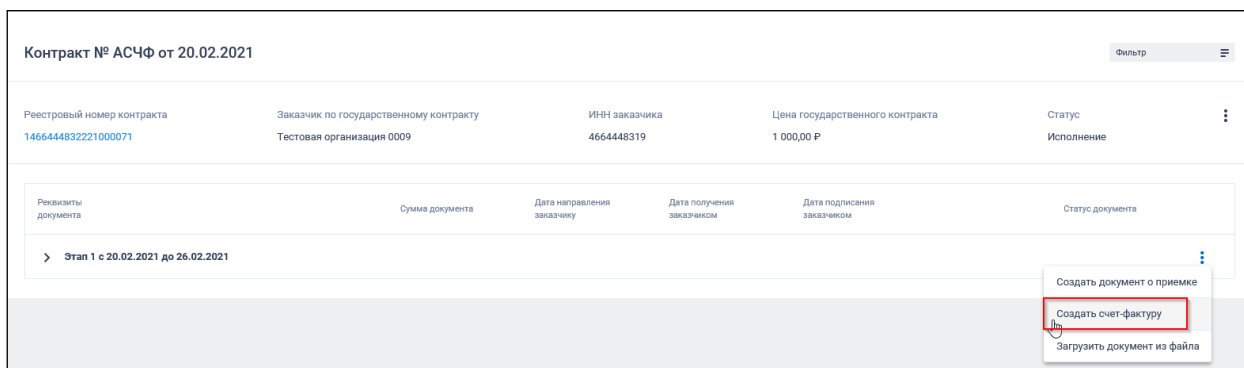 Контракт № АСЧФ от 20.02.2021
Фильтр
Реестровый номер контракта
Заказчик по государственному контракту
ИНН заказчика
Цена государственного контракта
Статус
1466444832221000071
Тестовая организация 0009
4664448319
1 000,00 ₽
Исполнение
Реквизиты
документа
Сумма документа
Дата направления
заказчику
Дата получения
заказчиком
Дата подписания
заказчиком
Статус документа
Этап 1 с 20.02.2021 до 26.02.2021
Создать документ о приемке
Создать счет-фактуру
Загрузить документ из файла